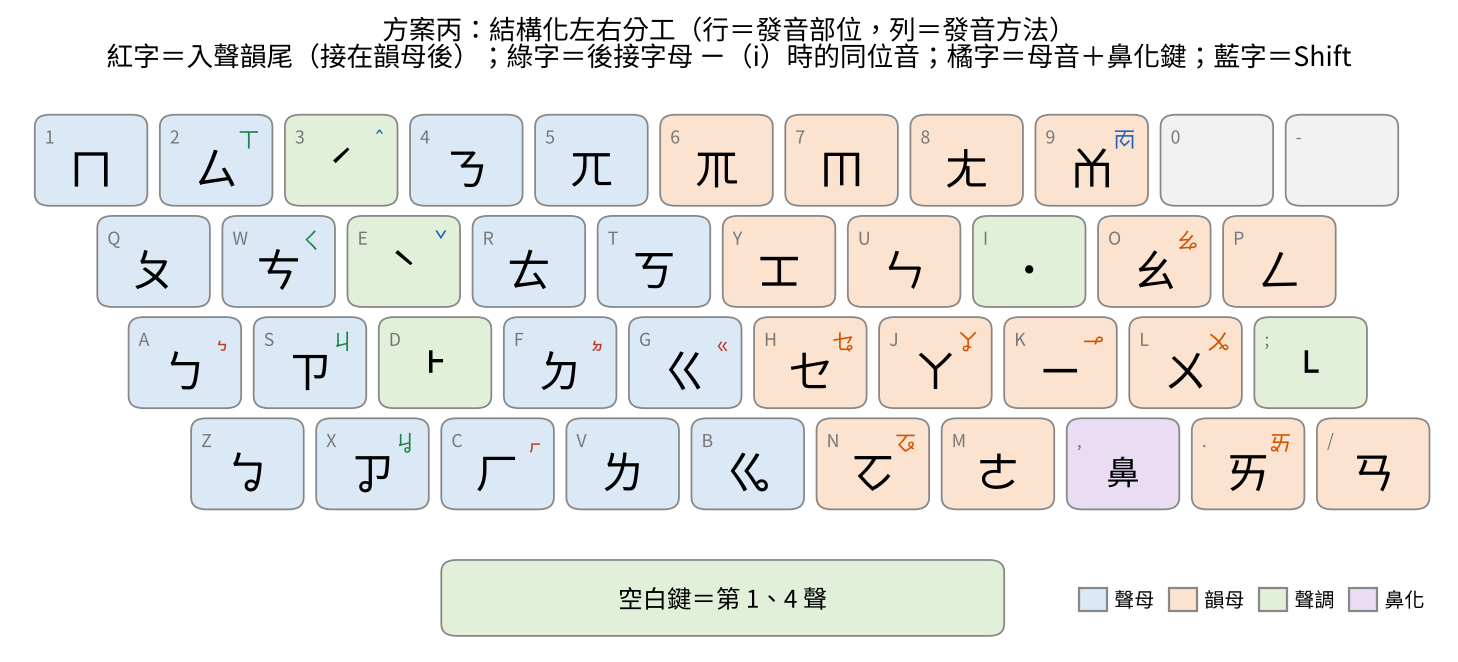 方案丙：結構化左右分工（行＝發音部位，列＝發音方法）
紅字＝入聲韻尾（接在韻母後）；綠字＝後接字母 ㄧ（i）時的同位音；橘字＝母音＋鼻化鍵；藍字＝Shift
1 ㄇ 2 ㄙ ㄒ 3 ˊ ˆ 4 ㄋ 5 ㄫ 6 ㆰ 7 ㆬ 8 ㄤ 9 ㆲ ㆱ 0 -
Q ㄆ W ㄘ ㄑ E ˋ ˇ R ㄊ T ㄎ Y ㆤ U ㄣ I ˙ O ㄠ ㆯ P ㄥ
A ㄅ ㆴ S ㄗ ㄐ D ㆐ F ㄉ ㆵ G ㄍ ㆶ H ㆤ ㆥ J ㄚ ㆩ K ㄧ ㆪ L ㄨ ㆫ ; ˪
Z ㆠ X ㆡ ㆢ C ㄏ ㆷ V ㄌ B ㆣ N ㆦ ㆧ M ㄜ , 鼻 . ㄞ ㆮ / ㄢ
空白鍵＝第 1、4 聲
聲母 韻母 聲調 鼻化